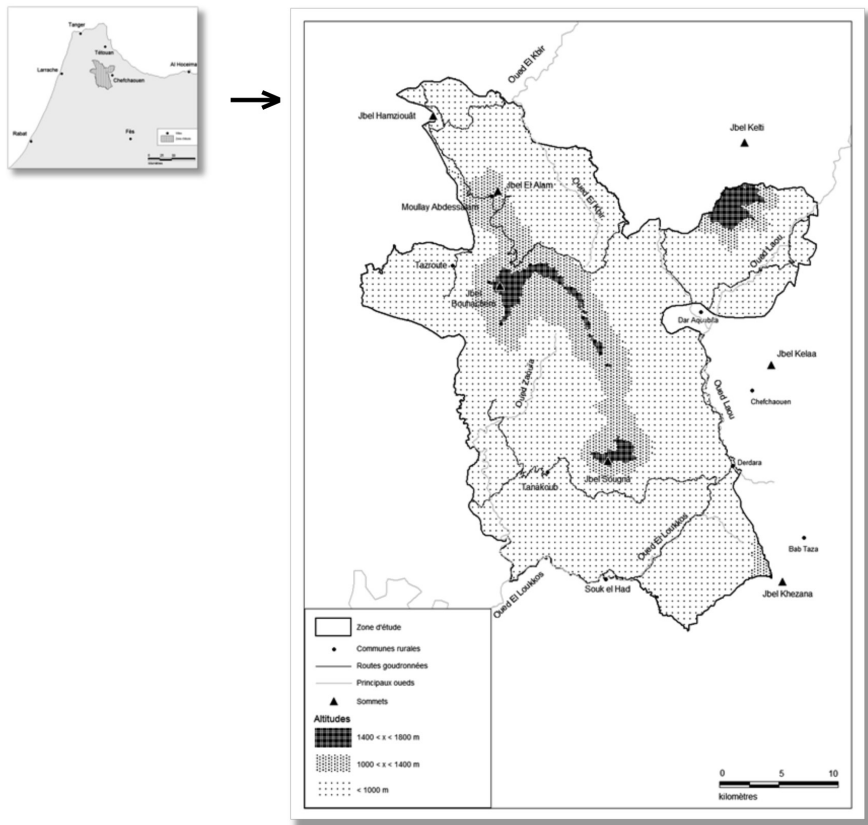 Tanger
Tétouan
Al Hoceima
Larrache
Chefchaouen
Rabat
Fès
Oued El Kbir
Jbel Hamziouât
Jbel Kelti
Jbel El Alam
Oued El Kbir
Moullay Abdessalam
Oued Laou
Tazroute
Jbel
Bouhachem
Dar Aquobâa
Jbel Kelaa
Oued Zaouia
Oued Laou
Chefchaouen
Derdara
Tanakoub
Jbel Sougna
Oued El Loukkos
Bab Taza
Souk el Had
Jbel Khezana
Oued El Loukkos
Zone d'étude
Communes rurales
Routes goudronnées
Principaux oueds
Sommets
Altitudes
1400 < x < 1800 m
1000 < x < 1400 m
< 1000 m
0 5 10
kilomètres